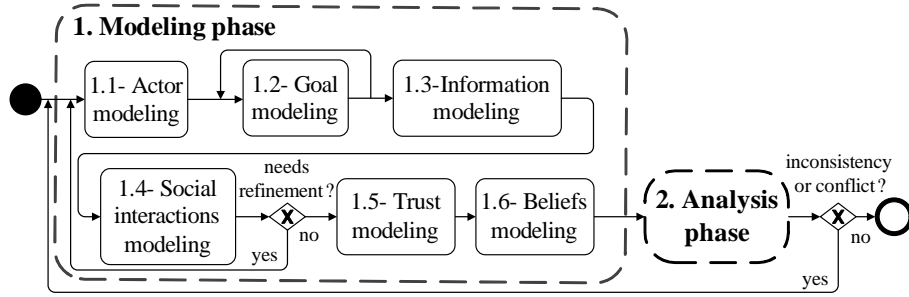 1. Modeling phase
1.1- Actor
modeling
1.2- Goal
modeling
1.3-Information
modeling
1.4- Social
interactions
modeling
needs
refinement?
X
yes
no
1.5- Trust
modeling
1.6- Beliefs
modeling
2. Analysis
phase
inconsistency
or conflict?
X
no
yes